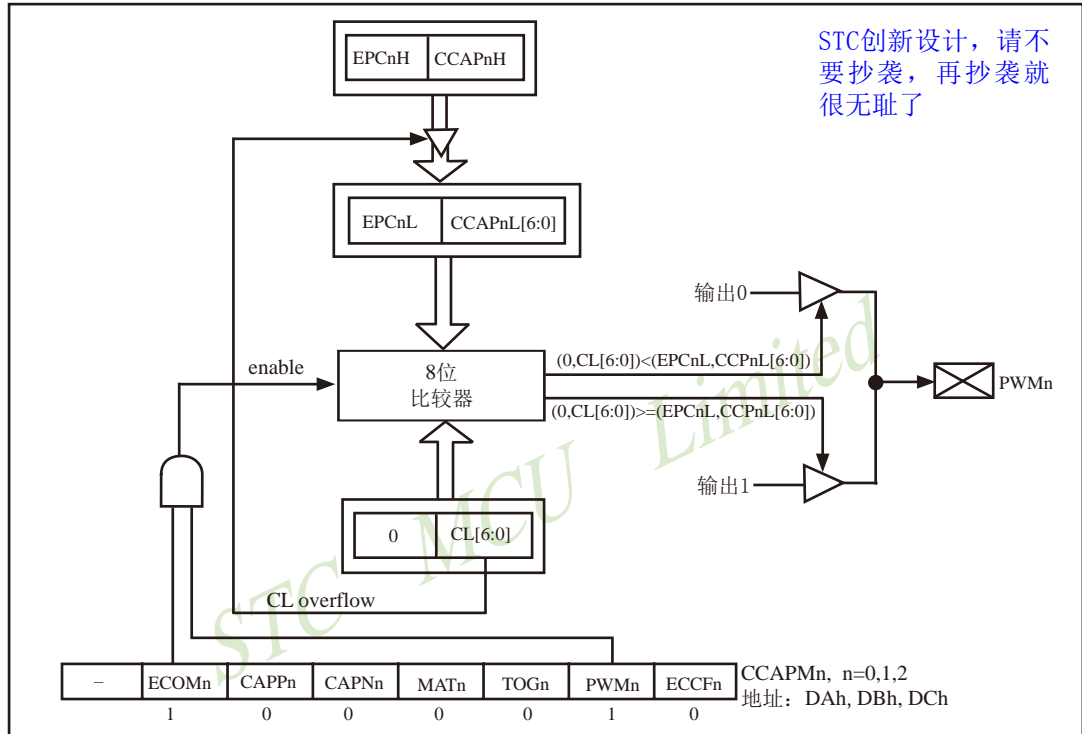 EPCnH CCAPnH
STC创新设计，请不
要抄袭，再抄袭就
很无耻了
EPCnL CCAPnL[6:0]
输出0
enable
8位
比较器
(0,CL[6:0])<(EPCnL,CCPnL[6:0])
(0,CL[6:0])>=(EPCnL,CCPnL[6:0])
PWMn
输出1
0 CL[6:0]
CL overflow
STC MCU Limited
– ECOMn CAPPn CAPNn MATn TOGn PWMn ECCFn
CCAPMn, n=0,1,2
地址：DAh, DBh, DCh
1 0 0 0 0 1 0